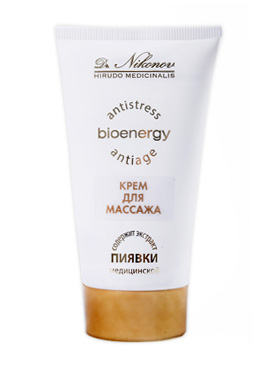 Dr. Nikonov
HIRUDO MEDICINALIS
antistress
bioenergy
antiage
КРЕМ
ДЛЯ
МАССАЖА
содержит экстракт
ПИЯВКИ
медицинской